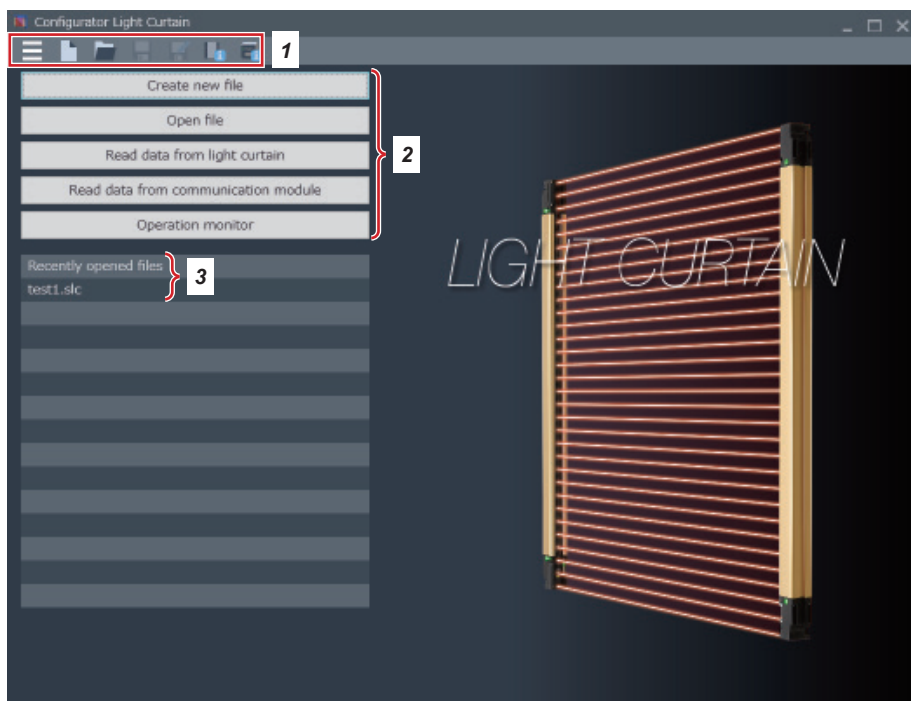 Configurator Light Curtain
1
Create new file
Open file
Read data from light curtain
Read data from communication module
Operation monitor
2
Recently opened files
test1.slc
3
LIGHT CURTAIN